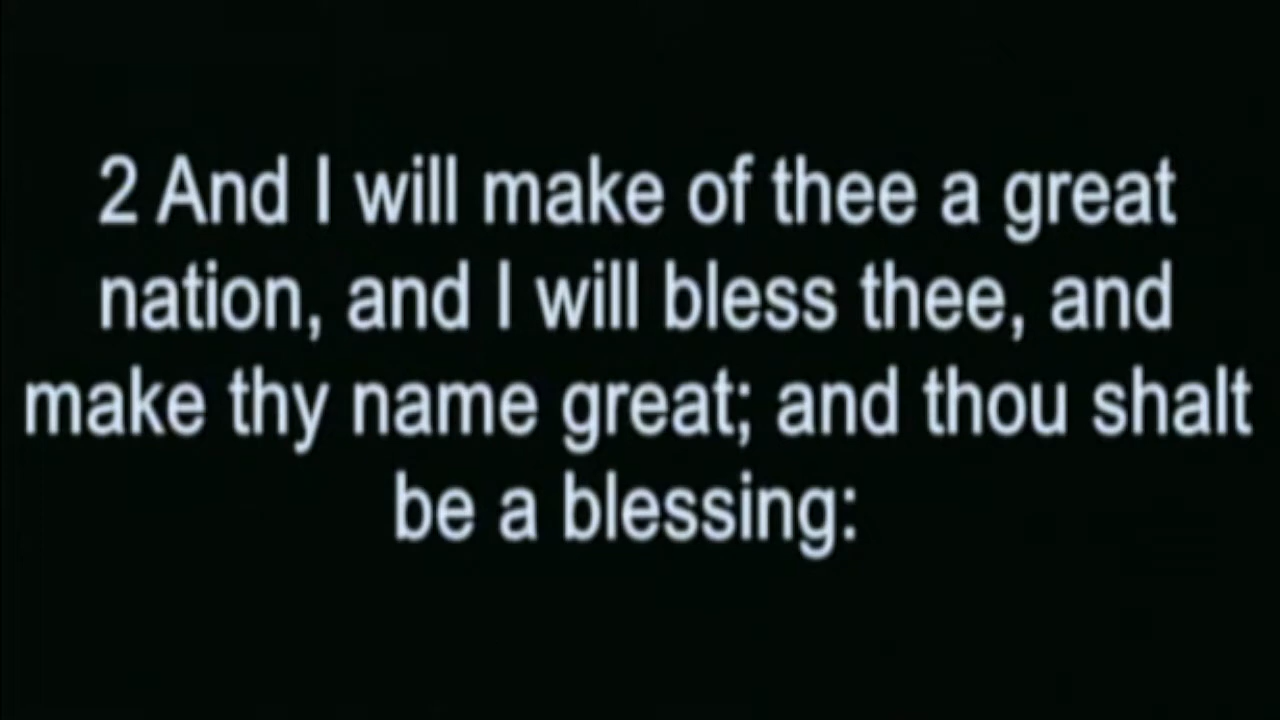 2 And I will make of thee a great
nation, and I will bless thee, and
make thy name great; and thou shalt
be a blessing: